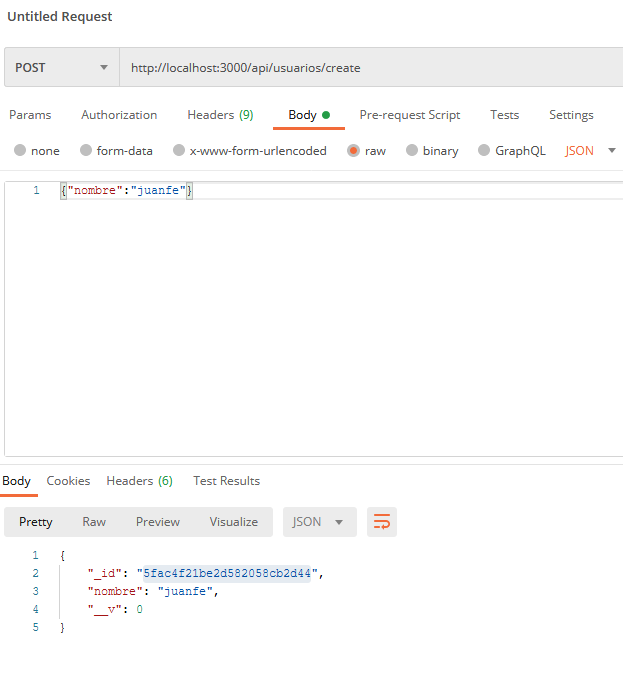 Untitled Request
POST http://localhost:3000/api/usuarios/create
Params Authorization Headers (9) Body Pre-request Script Tests Settings
none form-data x-www-form-urlencoded raw binary GraphQL JSON
1 {"nombre":"juanfe"}
Body Cookies Headers (6) Test Results
Pretty Raw Preview Visualize JSON
1 {
2 "_id": "5fac4f21be2d582058cb2d44",
3 "nombre": "juanfe",
4 "__v": 0
5 }